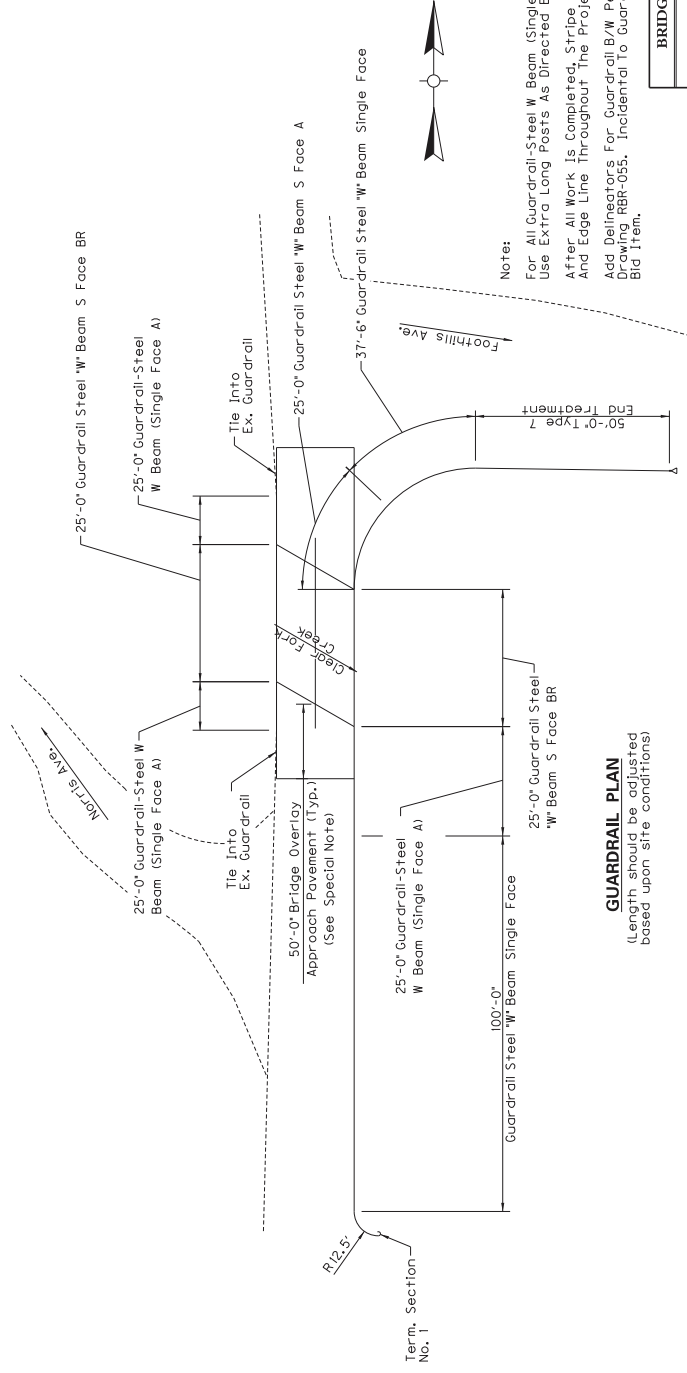 25'-0" Guardrail Steel "W" Beam S Face BR
25'-0" Guardrail-Steel
W Beam (Single Face A)
Tie Into
Ex. Guardrail
25'-0" Guardrail Steel "W" Beam S Face A
37'-6" Guardrail Steel "W" Beam Single Face
Norris Ave.
25'-0" Guardrail-Steel W
Beam (Single Face A)
Tie Into
Ex. Guardrail
50'-0" Bridge Overlay
Approach Pavement (Typ.)
(See Special Note)
Clear Fork
Creek
Foothills Ave.
50'-0" Type 7
End Treatment
25'-0" Guardrail-Steel
W Beam (Single Face A)
25'-0" Guardrail Steel
"W" Beam S Face BR
100'-0"
Guardrail Steel "W" Beam Single Face
R12.5'
Term. Section
No. 1
GUARDRAIL PLAN
(Length should be adjusted
based upon site conditions)
Note:
For All Guardrail-Steel W Beam (Single
Use Extra Long Posts As Directed
After All Work Is Completed, Stripe
And Edge Line Throughout The
Add Delineators For Guardrail B/W
Drawing RBR-055. Incidental To
Bid Item.